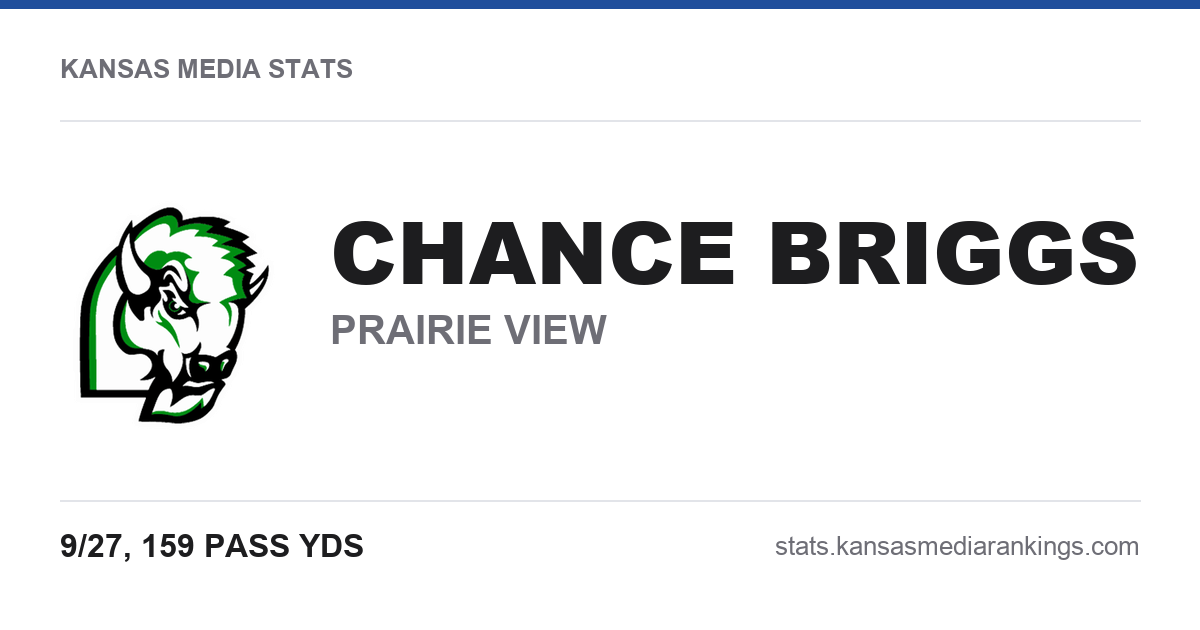 KANSAS MEDIA STATS
CHANCE BRIGGS
PRAIRIE VIEW
9/27, 159 PASS YDS
stats.kansasmediarankings.com